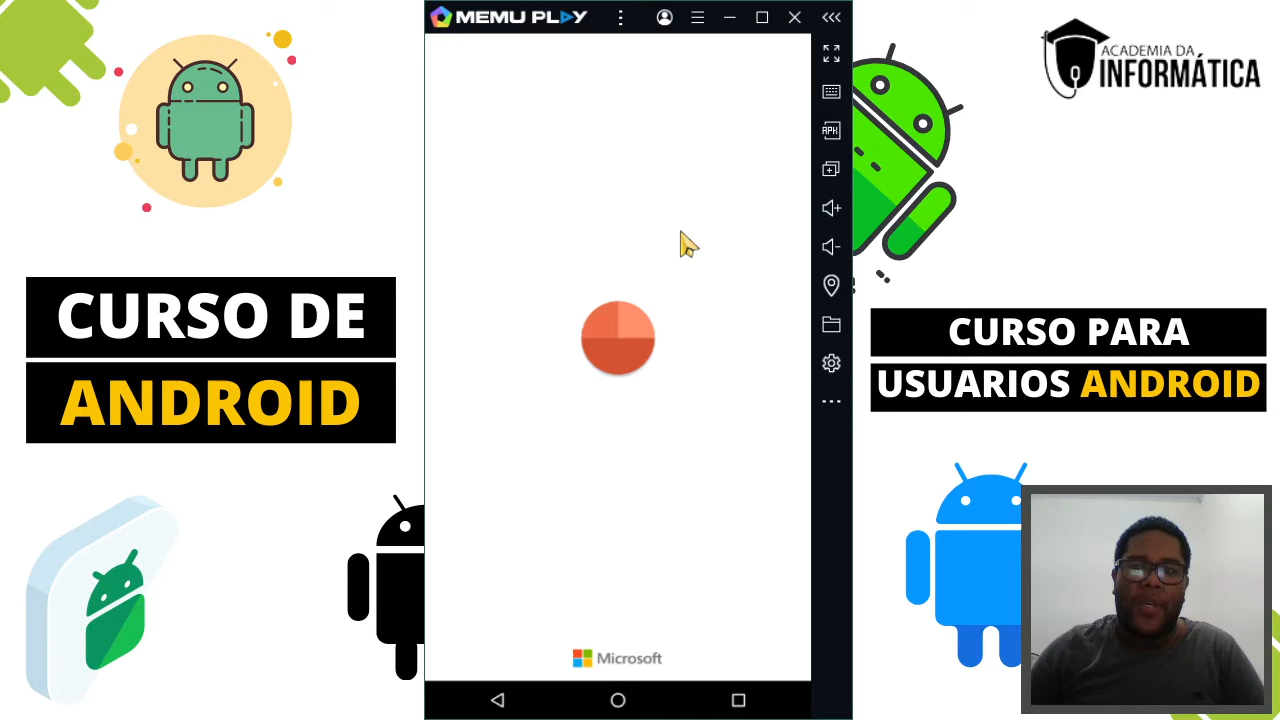 MEMU PLAY
ACADEMIA DA
INFORMÁTICA
CURSO DE
ANDROID
APK
CURSO PARA
USUARIOS ANDROID
Microsoft